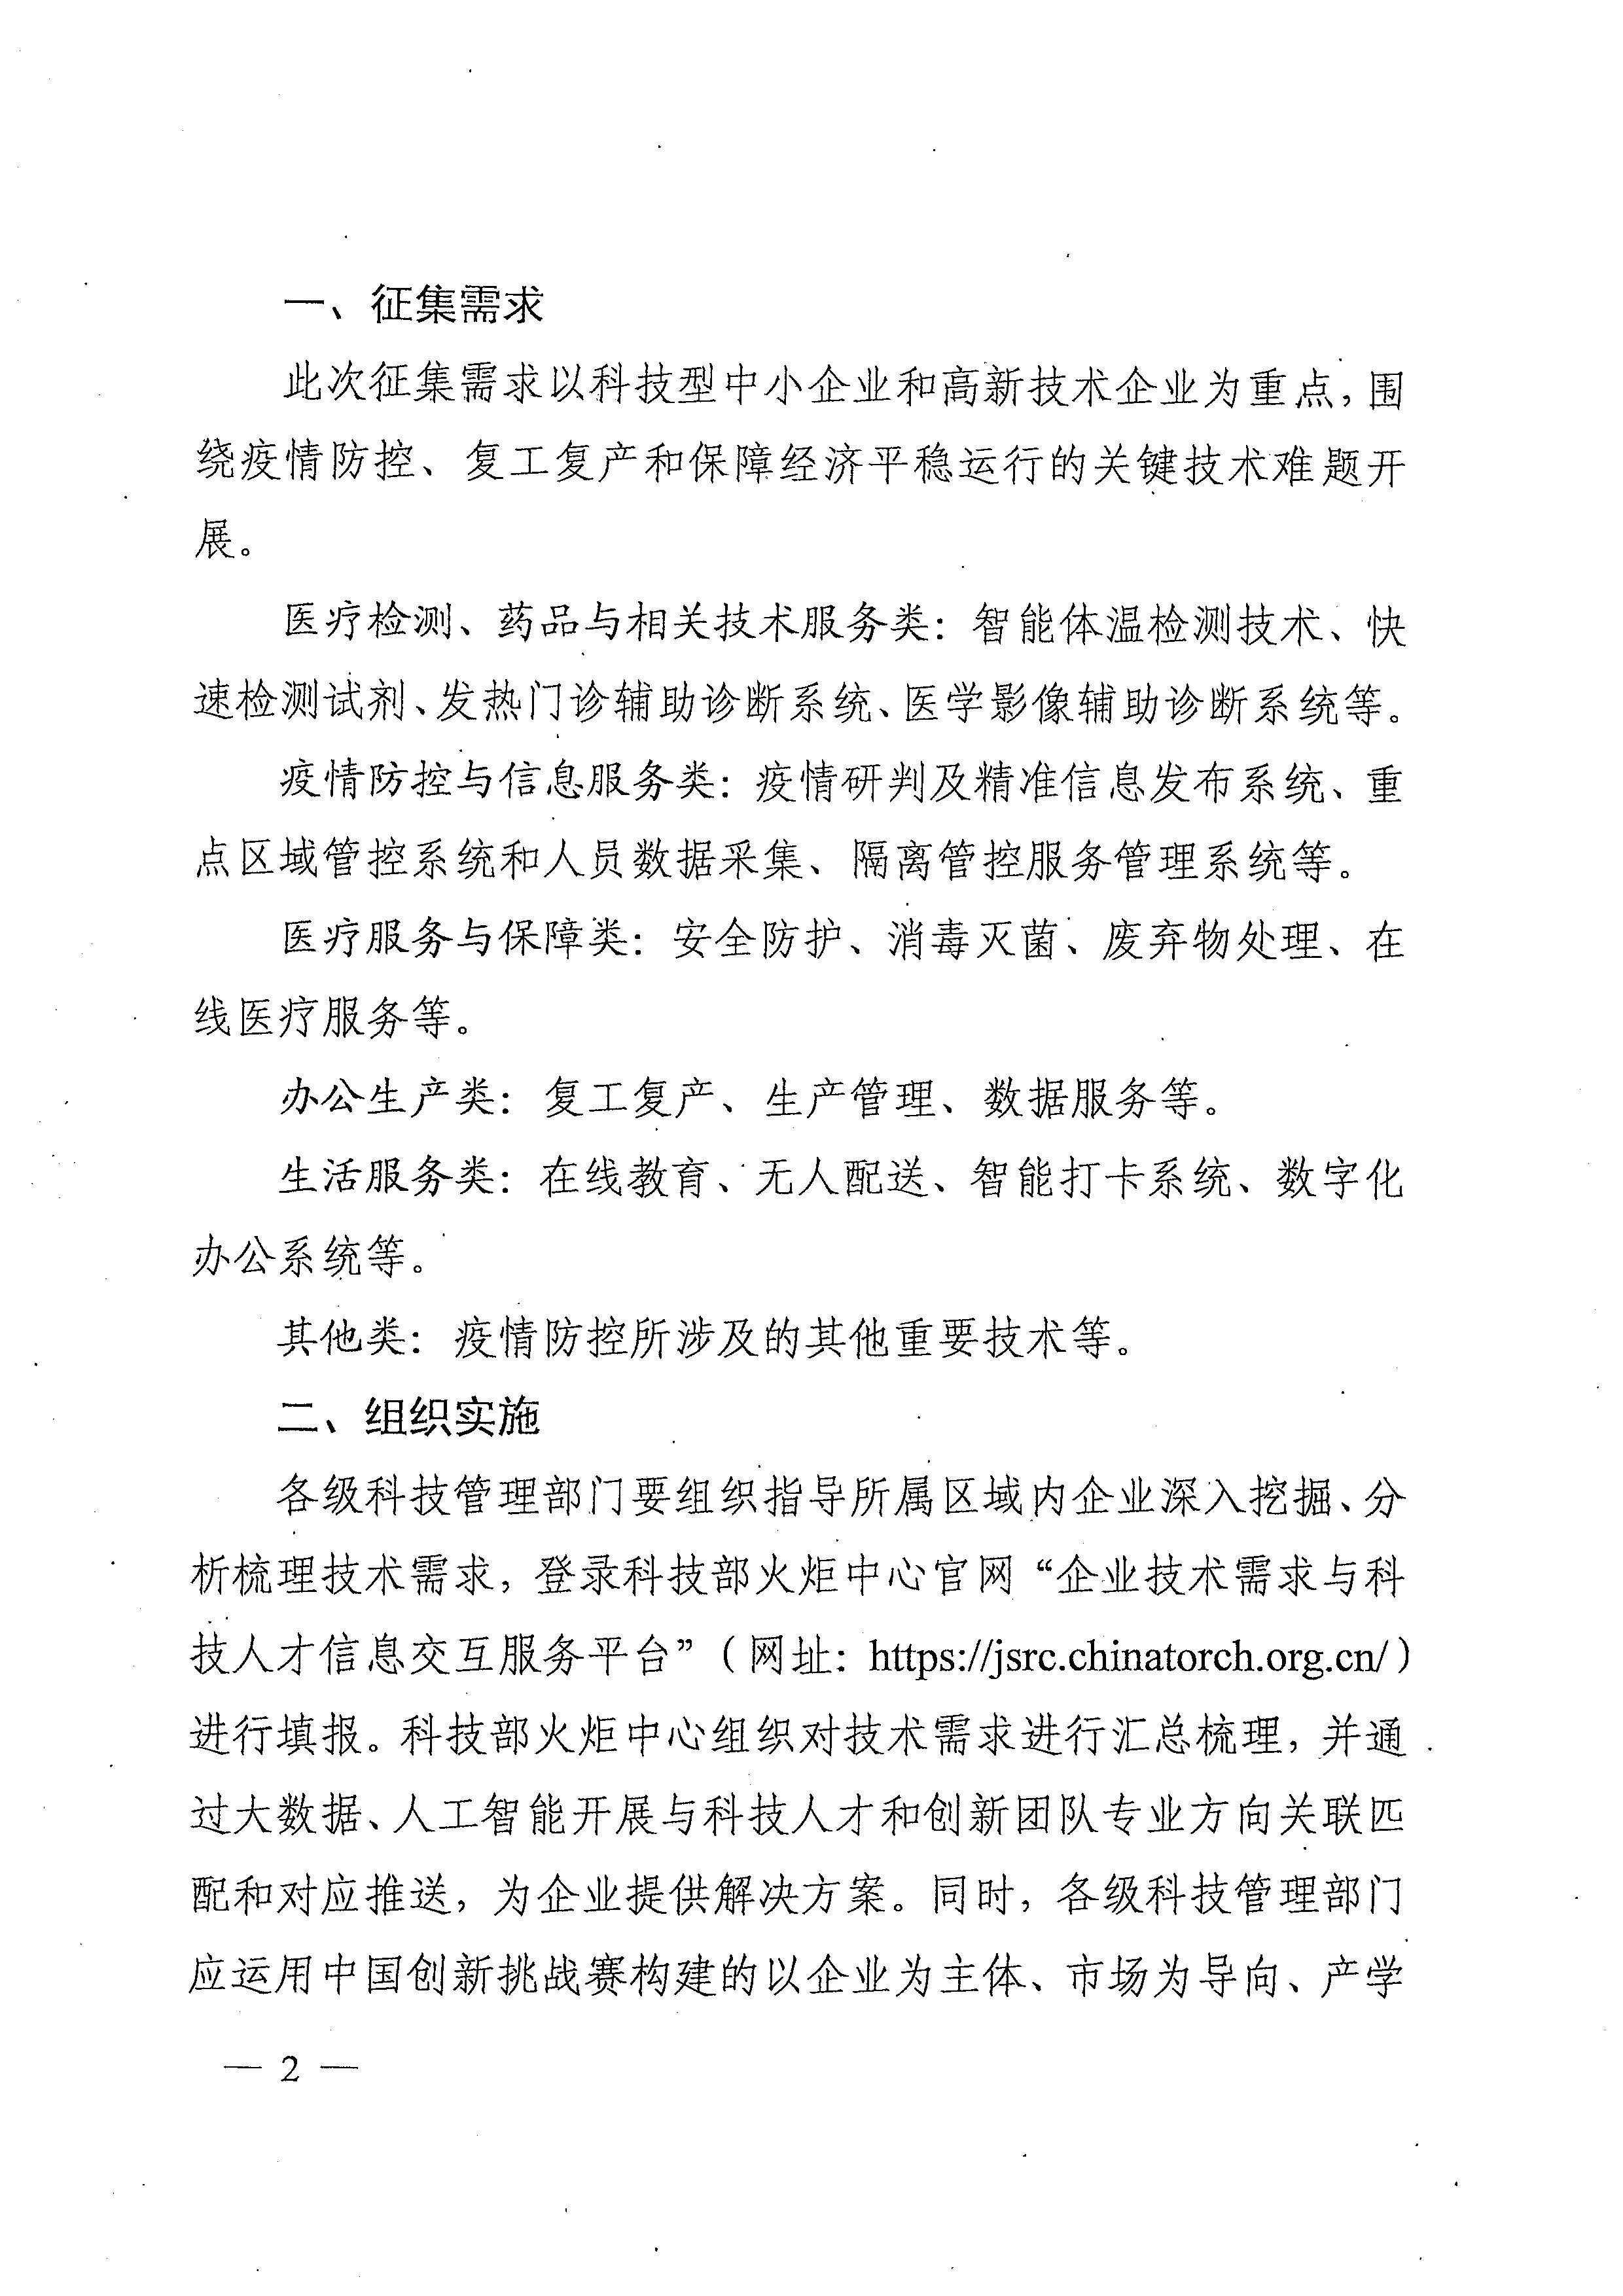 一、征集需求
此次征集需求以科技型中小企业和高新技术企业为重点，围
绕疫情防控、复工复产和保障经济平稳运行的关键技术难题开
展。
医疗检测、药品与相关技术服务类：智能体温检测技术、快
速检测试剂、发热门诊辅助诊断系统、医学影像辅助诊断系统等。
疫情防控与信息服务类：疫情研判及精准信息发布系统、重
点区域管控系统和人员数据采集、隔离管控服务管理系统等。
医疗服务与保障类：安全防护、消毒灭菌、废弃物处理、在
线医疗服务等。
办公生产类：复工复产、生产管理、数据服务等。
生活服务类：在线教育、无人配送、智能打卡系统、数字化
办公系统等。
其他类：疫情防控所涉及的其他重要技术等。
二、组织实施
各级科技管理部门要组织指导所属区域内企业深入挖掘、分
析梳理技术需求，登录科技部火炬中心官网“企业技术需求与科
技人才信息交互服务平台”（网址：https://jsrc.chinatorch.org.cn/）
进行填报。科技部火炬中心组织对技术需求进行汇总梳理，并通
过大数据、人工智能开展与科技人才和创新团队专业方向关联匹
配和对应推送，为企业提供解决方案。同时，各级科技管理部门
应运用中国创新挑战赛构建的以企业为主体、市场为导向、产学
— 2 —